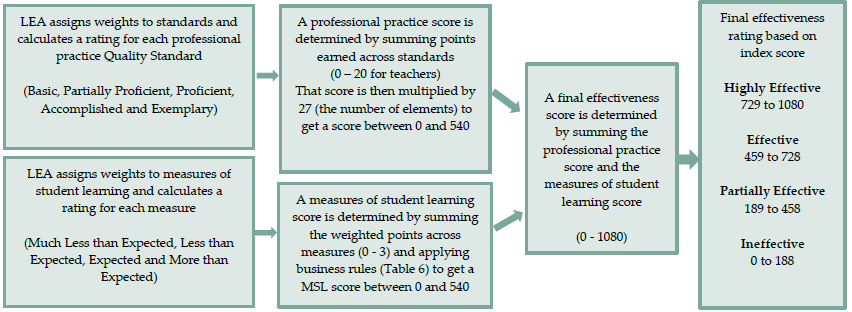 LEA assigns weights to standards and
calculates a rating for each professional
practice Quality Standard
(Basic, Partially Proficient, Proficient,
Accomplished and Exemplary)
A professional practice score is
determined by summing points
earned across standards
(0 – 20 for teachers)
That score is then multiplied by
27 (the number of elements) to
get a score between 0 and 540
LEA assigns weights to measures of
student learning and calculates a
rating for each measure
(Much Less than Expected, Less than
Expected, Expected and More than
Expected)
A measures of student learning
score is determined by summing
the weighted points across
measures (0 - 3) and applying
business rules (Table 6) to get a
MSL score between 0 and 540
A final effectiveness
score is determined
by summing the
professional practice
score and the
measures of student
learning score
(0 - 1080)
Final effectiveness
rating based on
index score
Highly Effective
729 to 1080
Effective
459 to 728
Partially Effective
189 to 458
Ineffective
0 to 188